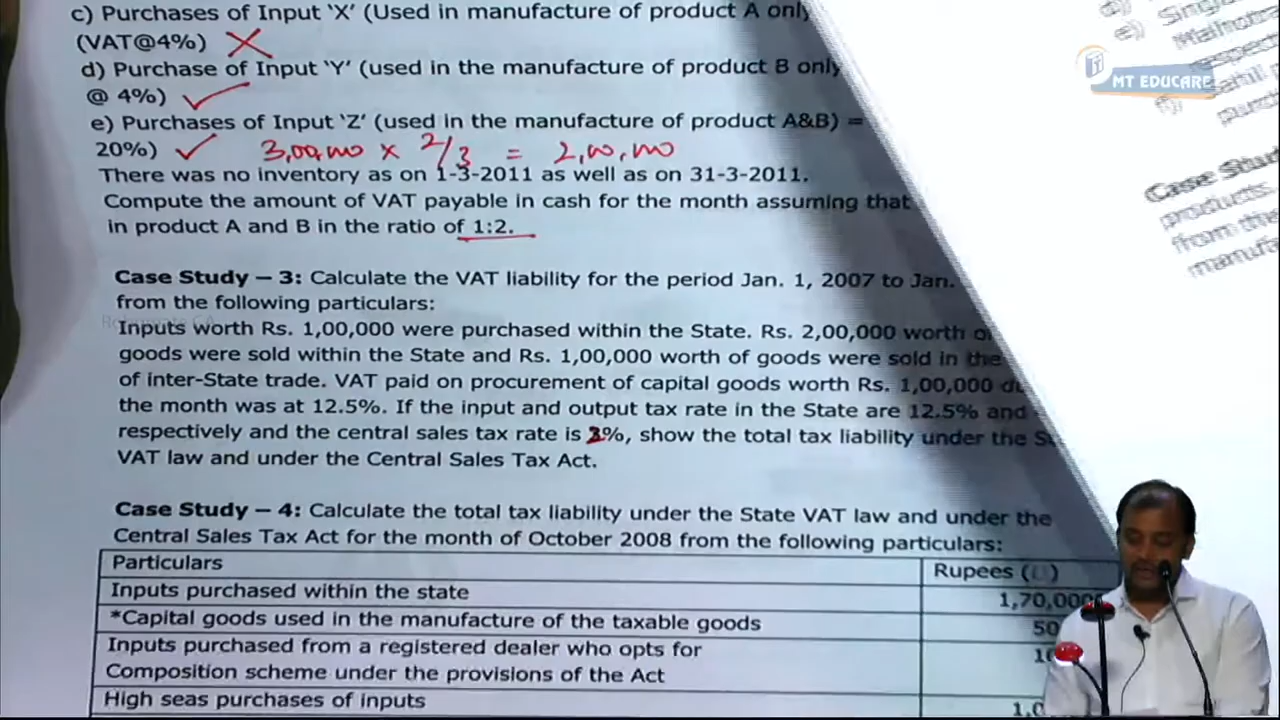 c) Purchases of Input 'X' (Used in manufacture of product A only
(VAT@4%)
d) Purchase of Input 'Y' (used in the manufacture of product B only
@ 4%)
e) Purchases of Input 'Z' (used in the manufacture of product A&B) =
20%) 3,00,000 x 2/3 = 2,00,000
There was no inventory as on 1-3-2011 as well as on 31-3-2011.
Compute the amount of VAT payable in cash for the month assuming that
in product A and B in the ratio of 1:2.
Case Study – 3: Calculate the VAT liability for the period Jan. 1, 2007 to Jan.
from the following particulars:
Inputs worth Rs. 1,00,000 were purchased within the State. Rs. 2,00,000 worth
goods were sold within the State and Rs. 1,00,000 worth of goods were sold in the
of inter-State trade. VAT paid on procurement of capital goods worth Rs. 1,00,000
the month was at 12.5%. If the input and output tax rate in the State are 12.5% and
respectively and the central sales tax rate is %, show the total tax liability under the
VAT law and under the Central Sales Tax Act.
Case Study – 4: Calculate the total tax liability under the State VAT law and under the
Central Sales Tax Act for the month of October 2008 from the following particulars:
Particulars Rupees
Inputs purchased within the state 1,70,000
*Capital goods used in the manufacture of the taxable goods 50
Inputs purchased from a registered dealer who opts for
Composition scheme under the provisions of the Act
High seas purchases of inputs
MT EDUCARE
e) Singl
Case Stud
products.
from the
manufa